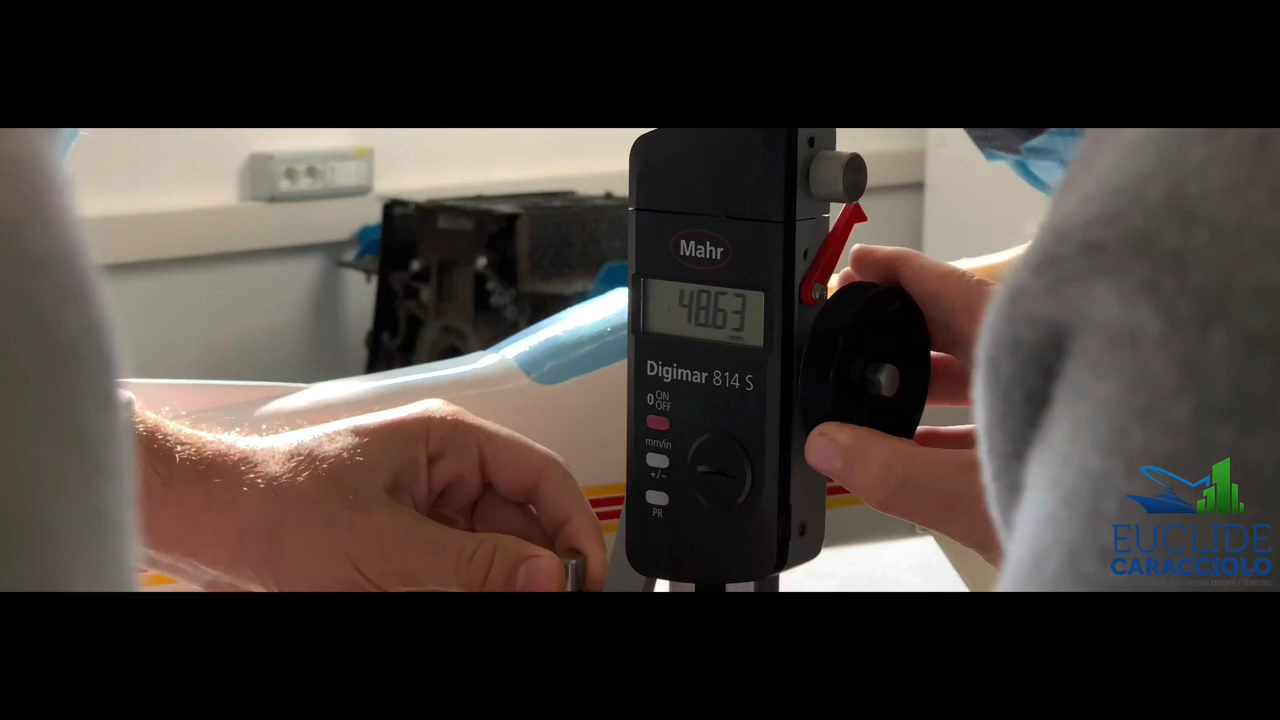 Mahr
48.63
Digimar 814 S
0 ON
OFF
mm/in
+/−
PR
EUCLIDE
CARACCIOLO